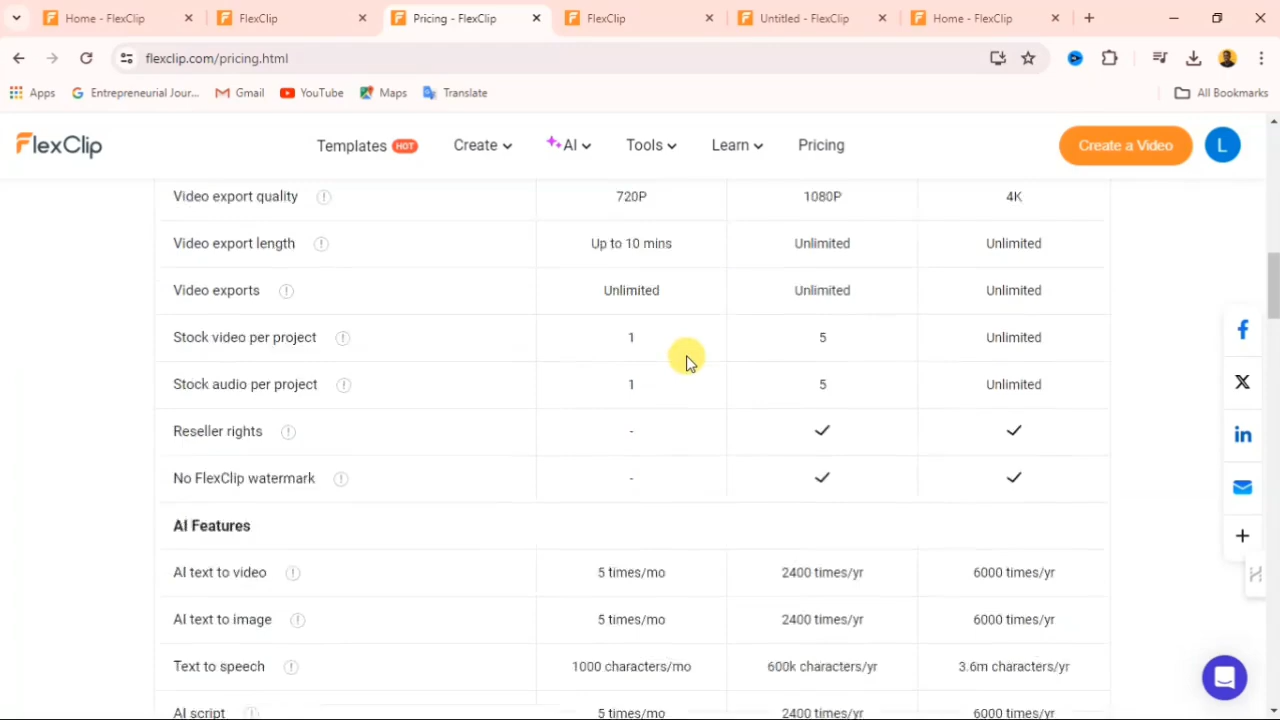 Home - FlexClip
FlexClip
Pricing - FlexClip
FlexClip
Untitled - FlexClip
Home - FlexClip
flexclip.com/pricing.html
Apps
Entrepreneurial Jour...
Gmail
YouTube
Maps
Translate
All Bookmarks
FlexClip
Templates HOT
Create
AI
Tools
Learn
Pricing
Create a Video
L
Video export quality 720P 1080P 4K
Video export length Up to 10 mins Unlimited Unlimited
Video exports Unlimited Unlimited Unlimited
Stock video per project 1 5 Unlimited
Stock audio per project 1 5 Unlimited
Reseller rights - ✓ ✓
No FlexClip watermark - ✓ ✓
AI Features
AI text to video 5 times/mo 2400 times/yr 6000 times/yr
AI text to image 5 times/mo 2400 times/yr 6000 times/yr
Text to speech 1000 characters/mo 600k characters/yr 3.6m characters/yr
AI script 5 times/mo 2400 times/yr 6000 times/yr